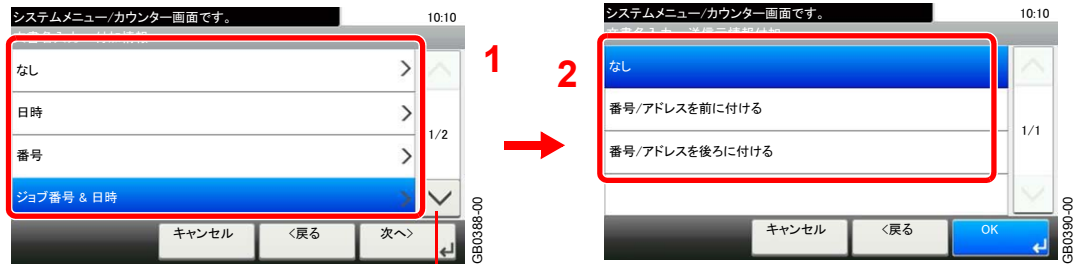 システムメニュー/カウンター画面です。
10:10
なし
日時
番号
ジョブ番号 & 日時
1/2
キャンセル
<戻る
次へ>
GB0388-00
1
2
システムメニュー/カウンター画面です。
10:10
なし
番号/アドレスを前に付ける
番号/アドレスを後ろに付ける
1/1
キャンセル
<戻る
OK
GB0390-00